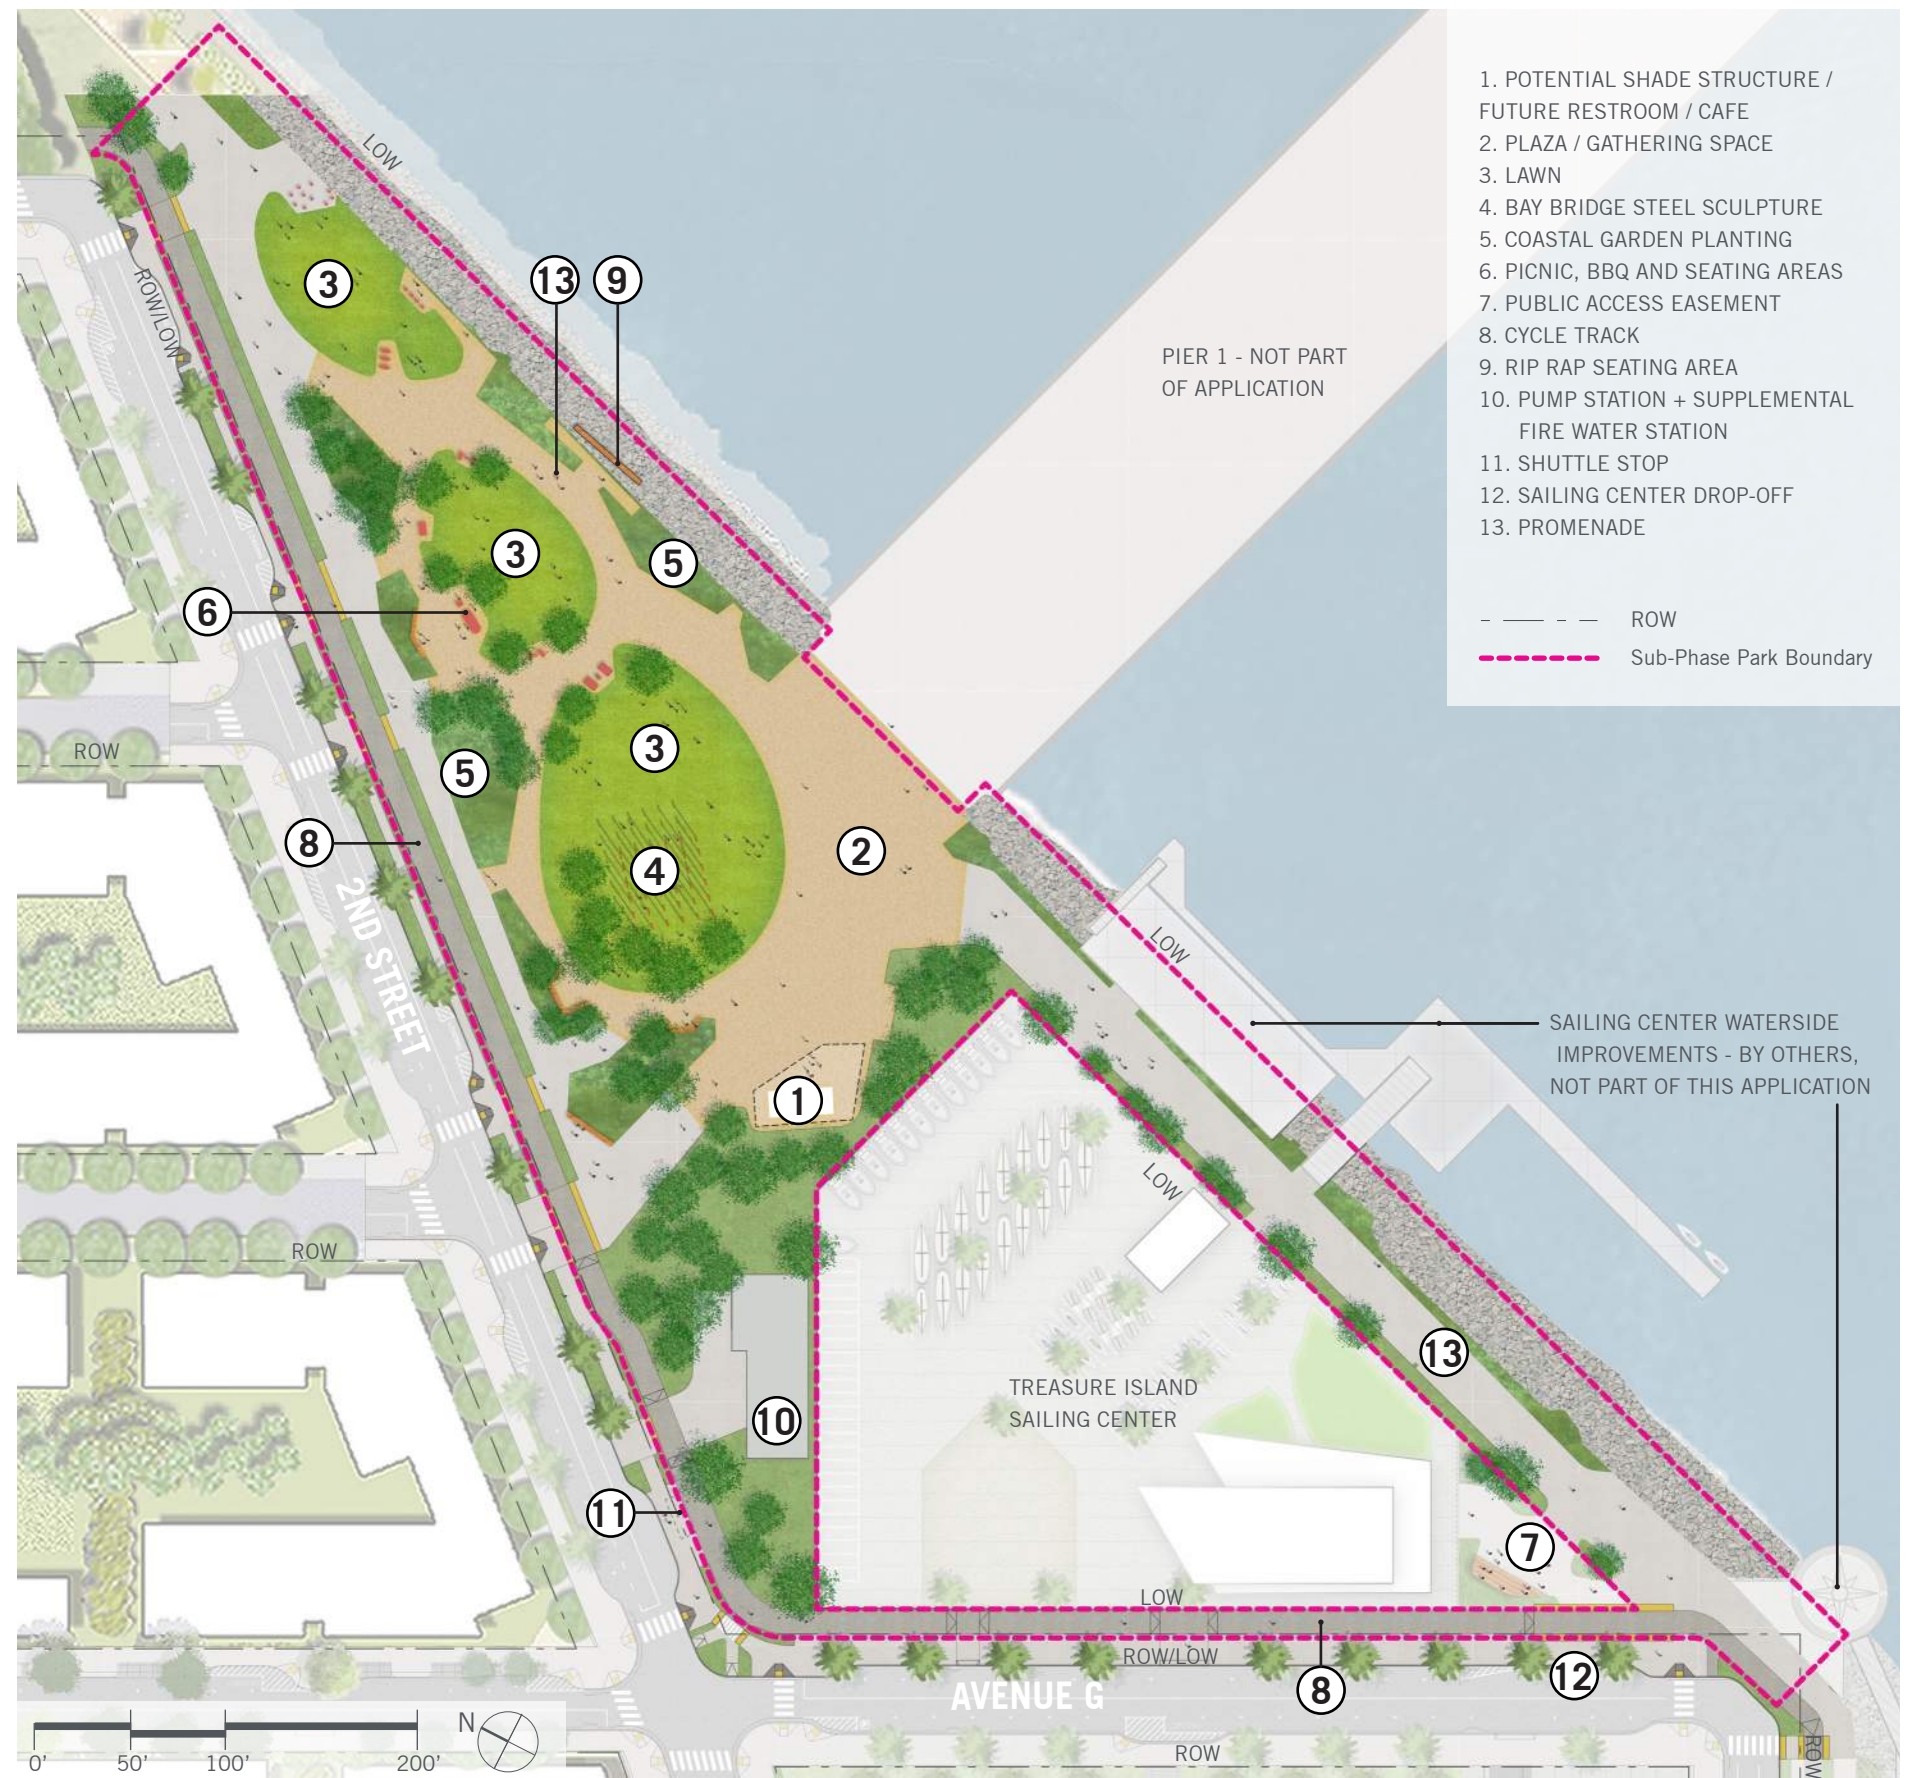 1. POTENTIAL SHADE STRUCTURE /
FUTURE RESTROOM / CAFE
2. PLAZA / GATHERING SPACE
3. LAWN
4. BAY BRIDGE STEEL SCULPTURE
5. COASTAL GARDEN PLANTING
6. PICNIC, BBQ AND SEATING AREAS
7. PUBLIC ACCESS EASEMENT
8. CYCLE TRACK
9. RIP RAP SEATING AREA
10. PUMP STATION + SUPPLEMENTAL
FIRE WATER STATION
11. SHUTTLE STOP
12. SAILING CENTER DROP-OFF
13. PROMENADE
ROW
Sub-Phase Park Boundary
LOW
ROW/LOW
3
13
9
PIER 1 - NOT PART
OF APPLICATION
3
5
6
3
ROW
5
8
2
4
2ND STREET
LOW
SAILING CENTER WATERSIDE
IMPROVEMENTS - BY OTHERS,
NOT PART OF THIS APPLICATION
1
LOW
ROW
13
TREASURE ISLAND
SAILING CENTER
10
11
7
LOW
ROW/LOW
12
8
AVENUE G
ROW
ROW
N
0' 50' 100' 200'